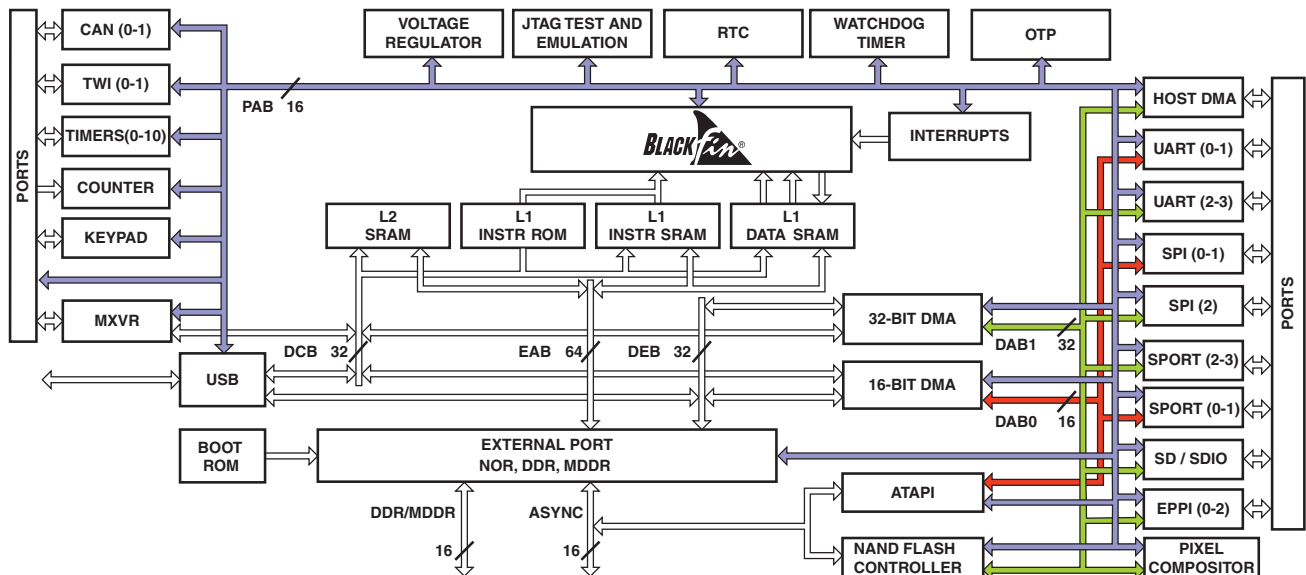 CAN (0-1)
VOLTAGE
REGULATOR
JTAG TEST AND
EMULATION
RTC
WATCHDOG
TIMER
OTP
TWI (0-1)
PAB 16
HOST DMA
TIMERS(0-10)
BLACKfin®
INTERRUPTS
UART (0-1)
PORTS
COUNTER
UART (2-3)
KEYPAD
L2
SRAM
L1
INSTR ROM
L1
INSTR SRAM
L1
DATA SRAM
SPI (0-1)
MXVR
32-BIT DMA
SPI (2)
PORTS
DCB 32
EAB 64
DEB 32
DAB1 32
USB
16-BIT DMA
SPORT (2-3)
SPORT (0-1)
DAB0 16
BOOT
ROM
EXTERNAL PORT
NOR, DDR, MDDR
SD / SDIO
ATAPI
EPPI (0-2)
DDR/MDDR
ASYNC
16
16
NAND FLASH
CONTROLLER
PIXEL
COMPOSITOR